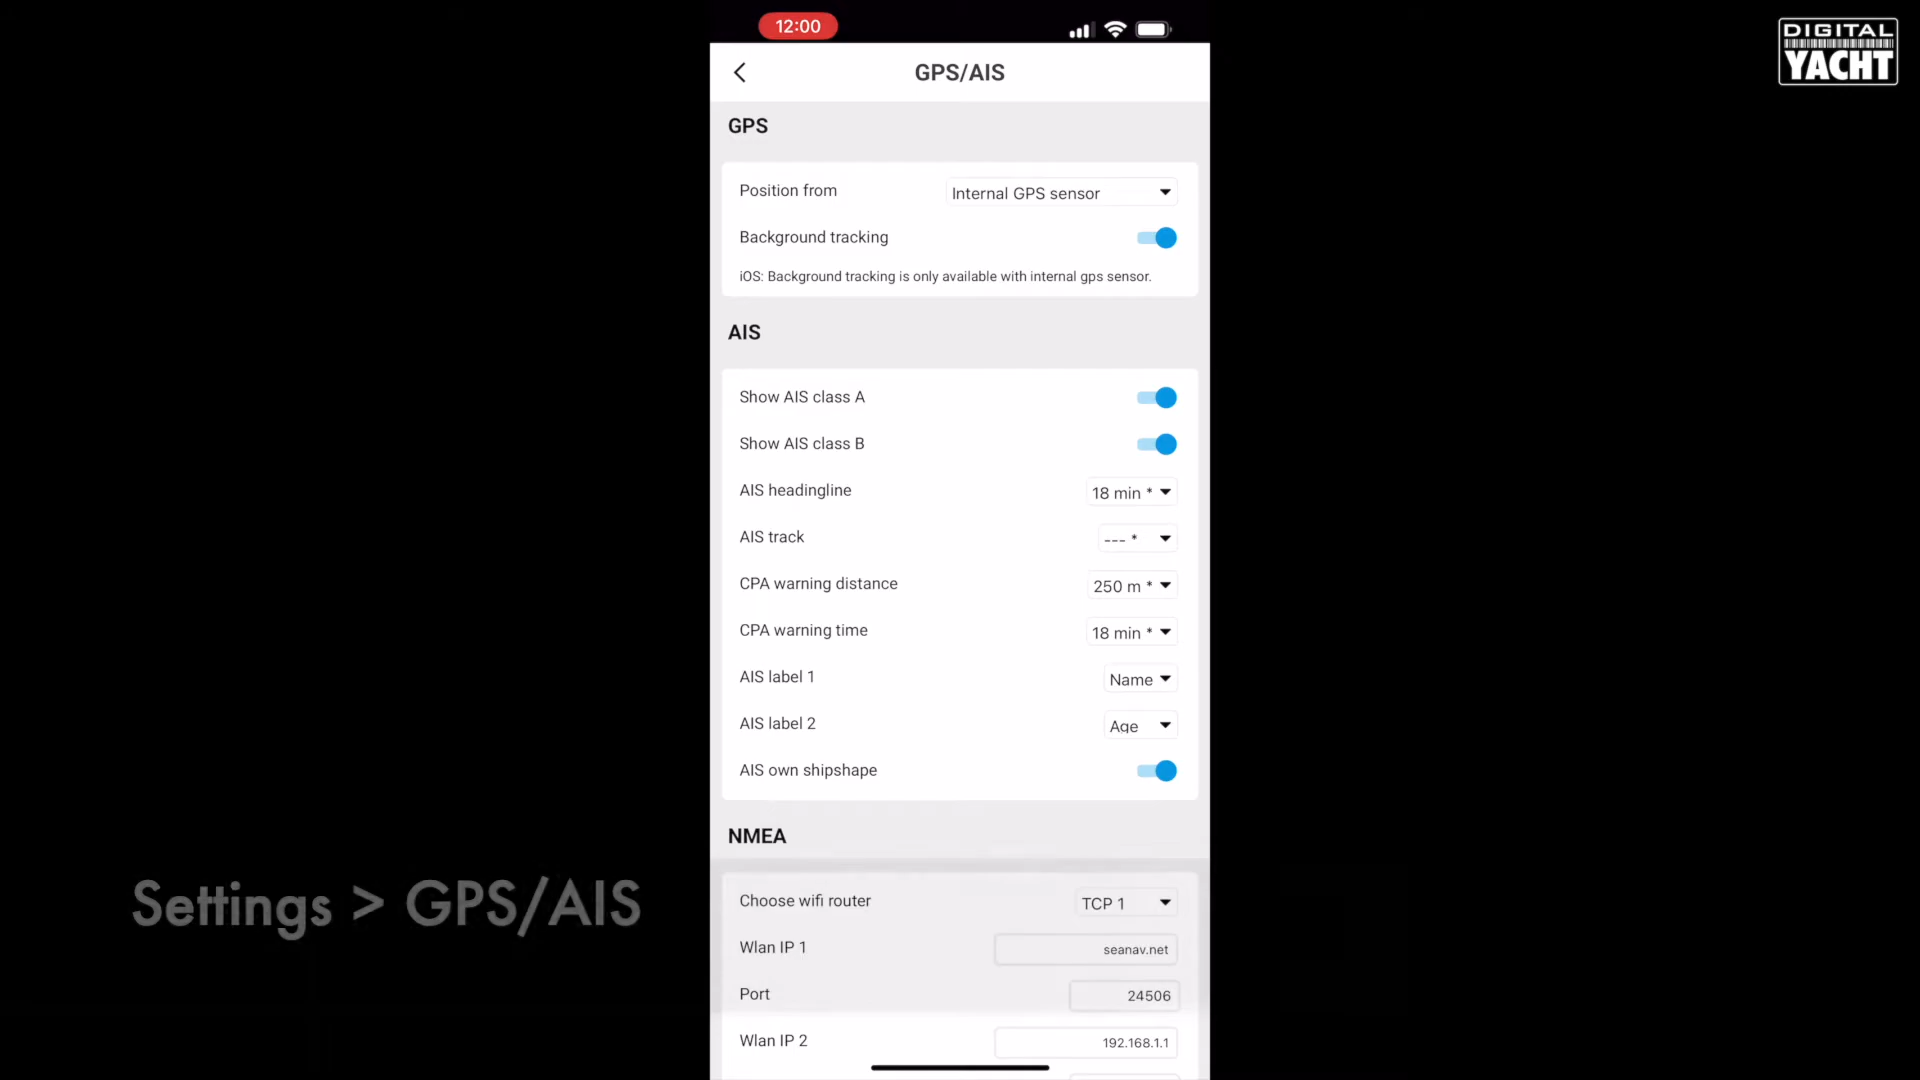 12:00
DIGITAL
YACHT
GPS/AIS
GPS
Position from Internal GPS sensor
Background tracking
iOS: Background tracking is only available with internal gps sensor.
AIS
Show AIS class A
Show AIS class B
AIS headingline 18 min *
AIS track --- *
CPA warning distance 250 m *
CPA warning time 18 min *
AIS label 1 Name
AIS label 2 Age
AIS own shipshape
NMEA
Choose wifi router TCP 1
Wlan IP 1 seanav.net
Port 24506
Wlan IP 2 192.168.1.1
Settings > GPS/AIS